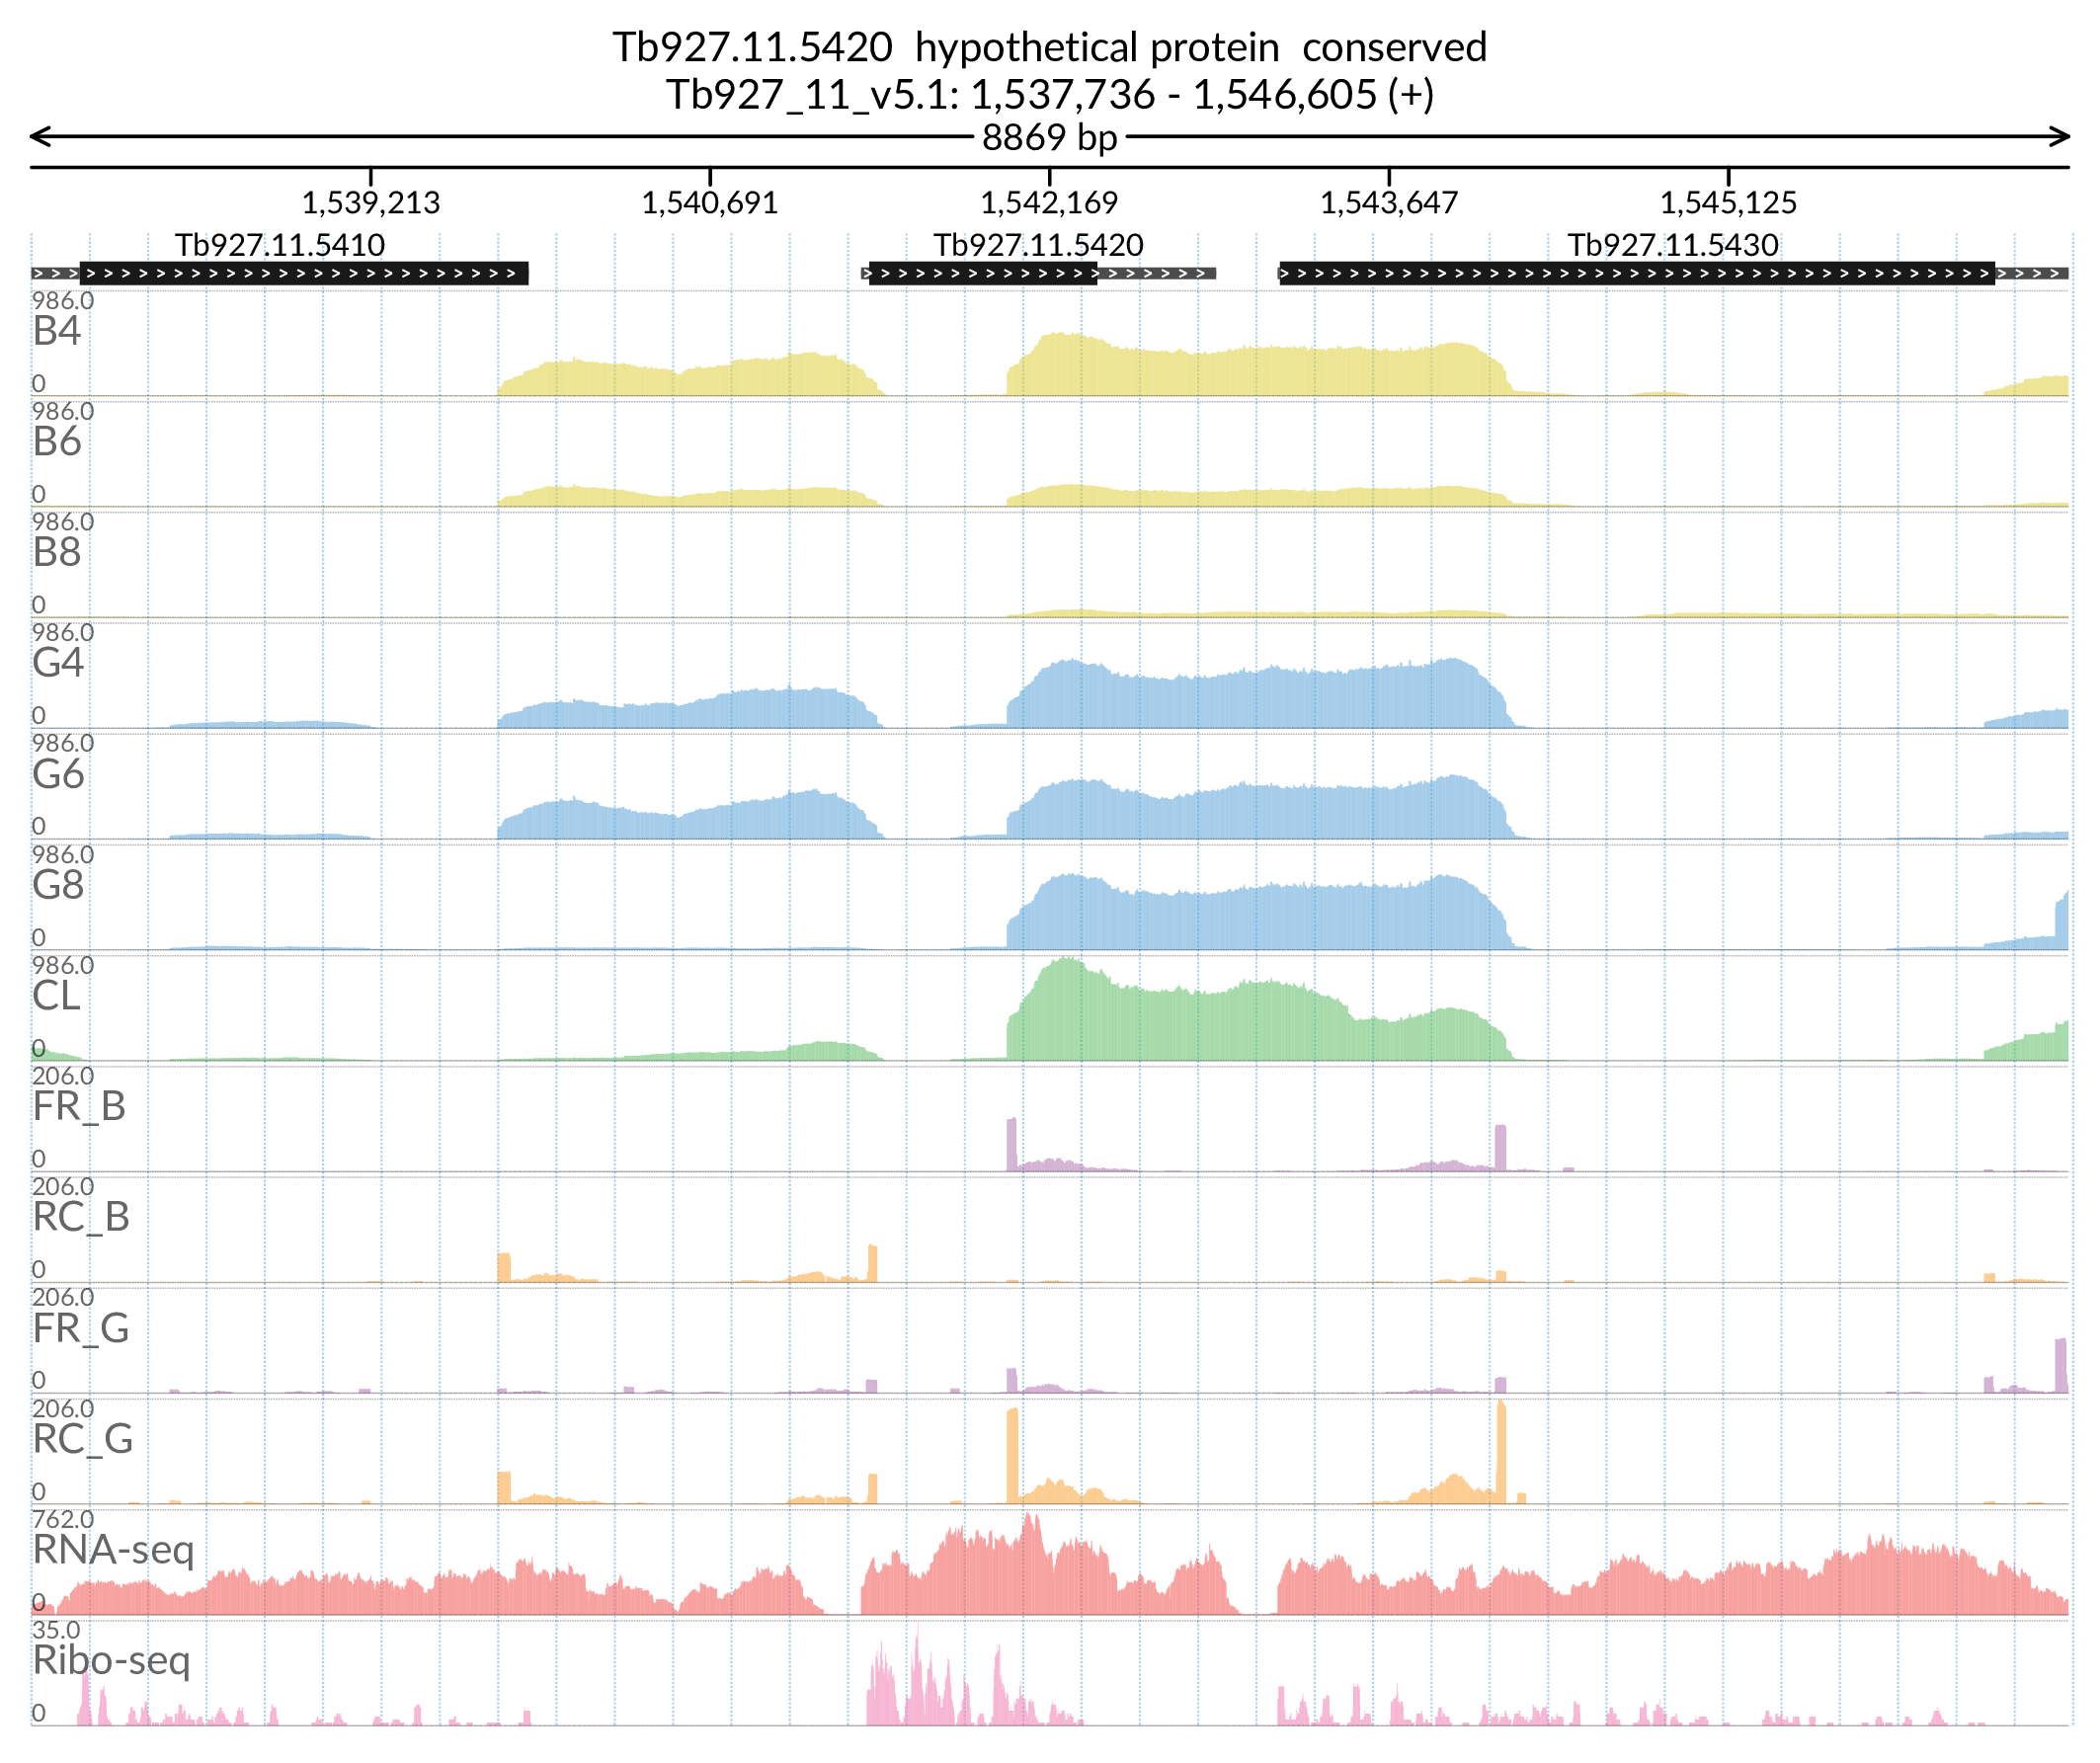 Tb927.11.5420 hypothetical protein conserved
Tb927_11_v5.1: 1,537,736 - 1,546,605 (+)
8869 bp
1,539,213 1,540,691 1,542,169 1,543,647 1,545,125
Tb927.11.5410 Tb927.11.5420 Tb927.11.5430
986.0
B4
0
986.0
B6
0
986.0
B8
0
986.0
G4
0
986.0
G6
0
986.0
G8
0
986.0
CL
0
206.0
FR_B
0
206.0
RC_B
0
206.0
FR_G
0
206.0
RC_G
0
762.0
RNA-seq
0
35.0
Ribo-seq
0